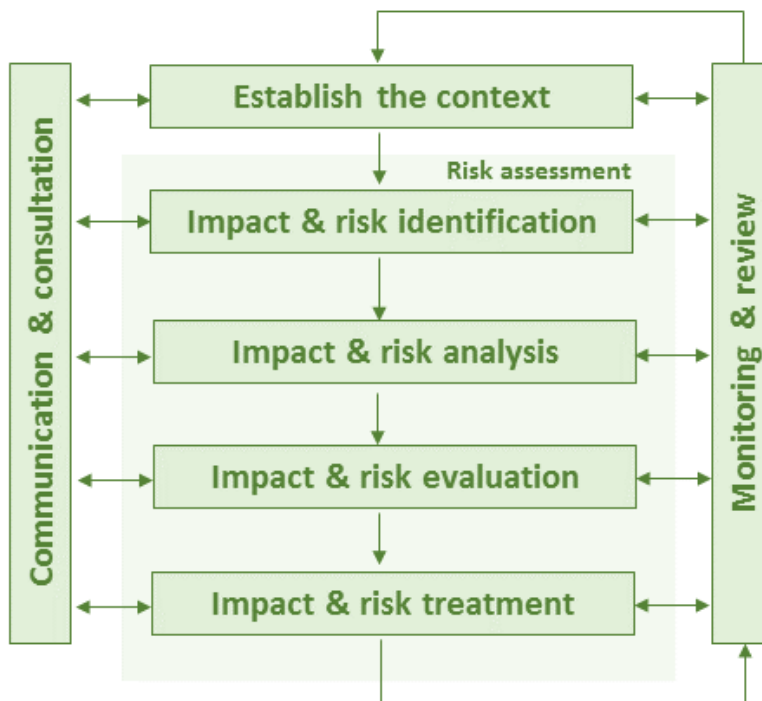 Establish the context
Risk assessment
Impact & risk identification
Impact & risk analysis
Impact & risk evaluation
Impact & risk treatment
Communication & consultation
Monitoring & review